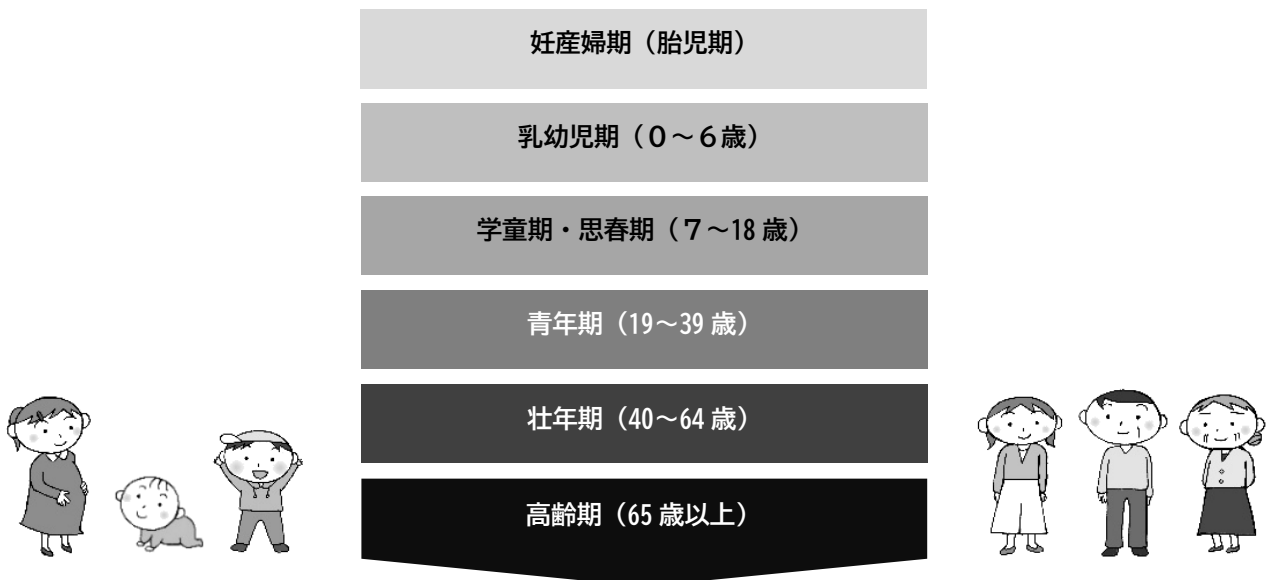 妊産婦期（胎児期）
乳幼児期（０～６歳）
学童期・思春期（７～18 歳）
青年期（19～39 歳）
壮年期（40～64 歳）
高齢期（65 歳以上）